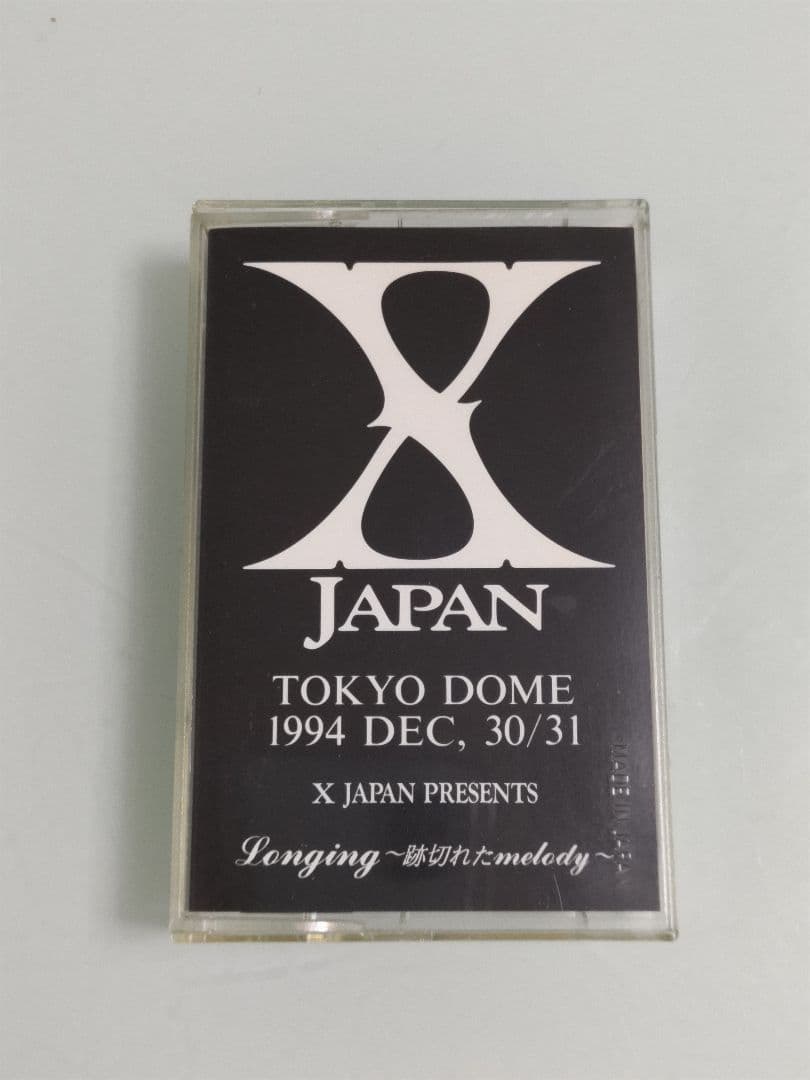 X
JAPAN
TOKYO DOME
1994 DEC, 30/31
X JAPAN PRESENTS
Longing～跡切れたmelody～
MADE IN JAPAN